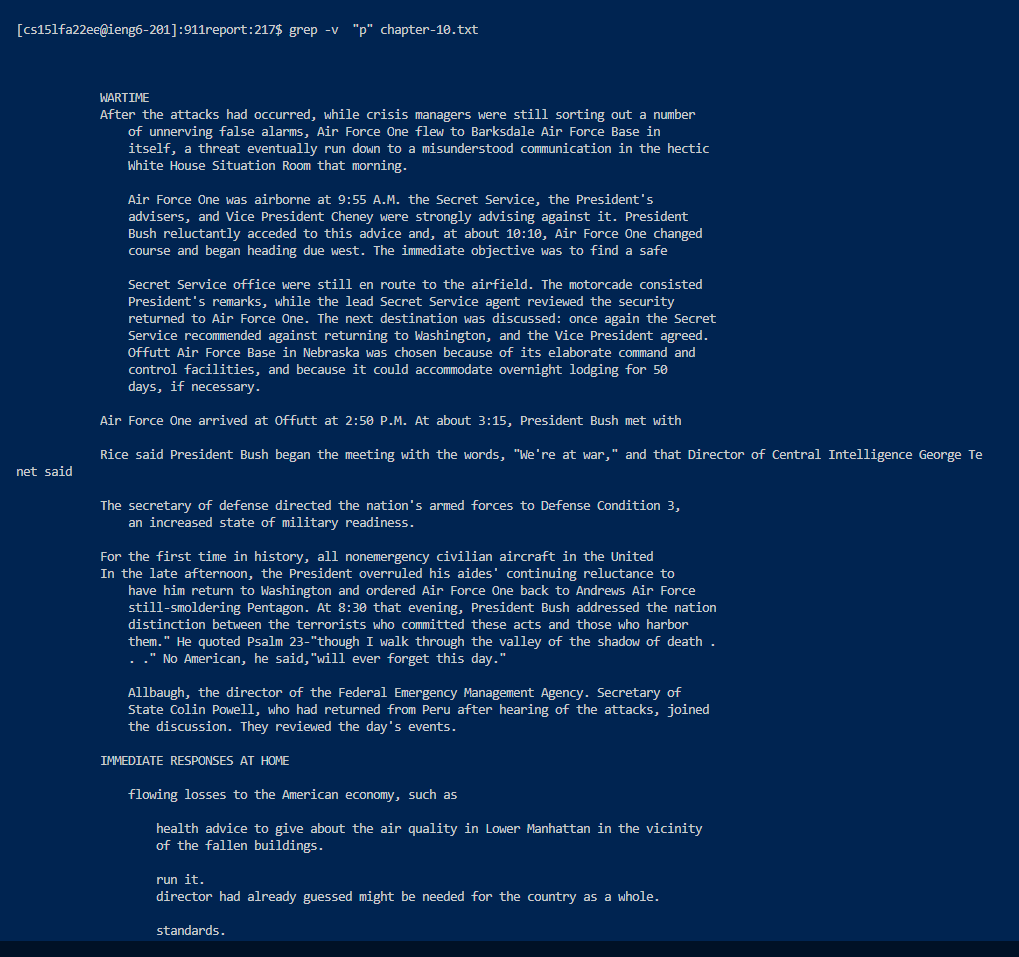 [cs15lfa22ee@ieng6-201]:911report:217$ grep -v  "p" chapter-10.txt
WARTIME
After the attacks had occurred, while crisis managers were still sorting out a number
of unnerving false alarms, Air Force One flew to Barksdale Air Force Base in
itself, a threat eventually run down to a misunderstood communication in the hectic
White House Situation Room that morning.
Air Force One was airborne at 9:55 A.M. the Secret Service, the President's
advisers, and Vice President Cheney were strongly advising against it. President
Bush reluctantly acceded to this advice and, at about 10:10, Air Force One changed
course and began heading due west. The immediate objective was to find a safe
Secret Service office were still en route to the airfield. The motorcade consisted
President's remarks, while the lead Secret Service agent reviewed the security
returned to Air Force One. The next destination was discussed: once again the Secret
Service recommended against returning to Washington, and the Vice President agreed.
Offutt Air Force Base in Nebraska was chosen because of its elaborate command and
control facilities, and because it could accommodate overnight lodging for 50
days, if necessary.
Air Force One arrived at Offutt at 2:50 P.M. At about 3:15, President Bush met with
Rice said President Bush began the meeting with the words, "We're at war," and that Director of Central Intelligence George Te
net said
The secretary of defense directed the nation's armed forces to Defense Condition 3,
an increased state of military readiness.
For the first time in history, all nonemergency civilian aircraft in the United
In the late afternoon, the President overruled his aides' continuing reluctance to
have him return to Washington and ordered Air Force One back to Andrews Air Force
still-smoldering Pentagon. At 8:30 that evening, President Bush addressed the nation
distinction between the terrorists who committed these acts and those who harbor
them." He quoted Psalm 23-"though I walk through the valley of the shadow of death .
. ." No American, he said,"will ever forget this day."
Allbaugh, the director of the Federal Emergency Management Agency. Secretary of
State Colin Powell, who had returned from Peru after hearing of the attacks, joined
the discussion. They reviewed the day's events.
IMMEDIATE RESPONSES AT HOME
flowing losses to the American economy, such as
health advice to give about the air quality in Lower Manhattan in the vicinity
of the fallen buildings.
run it.
director had already guessed might be needed for the country as a whole.
standards.